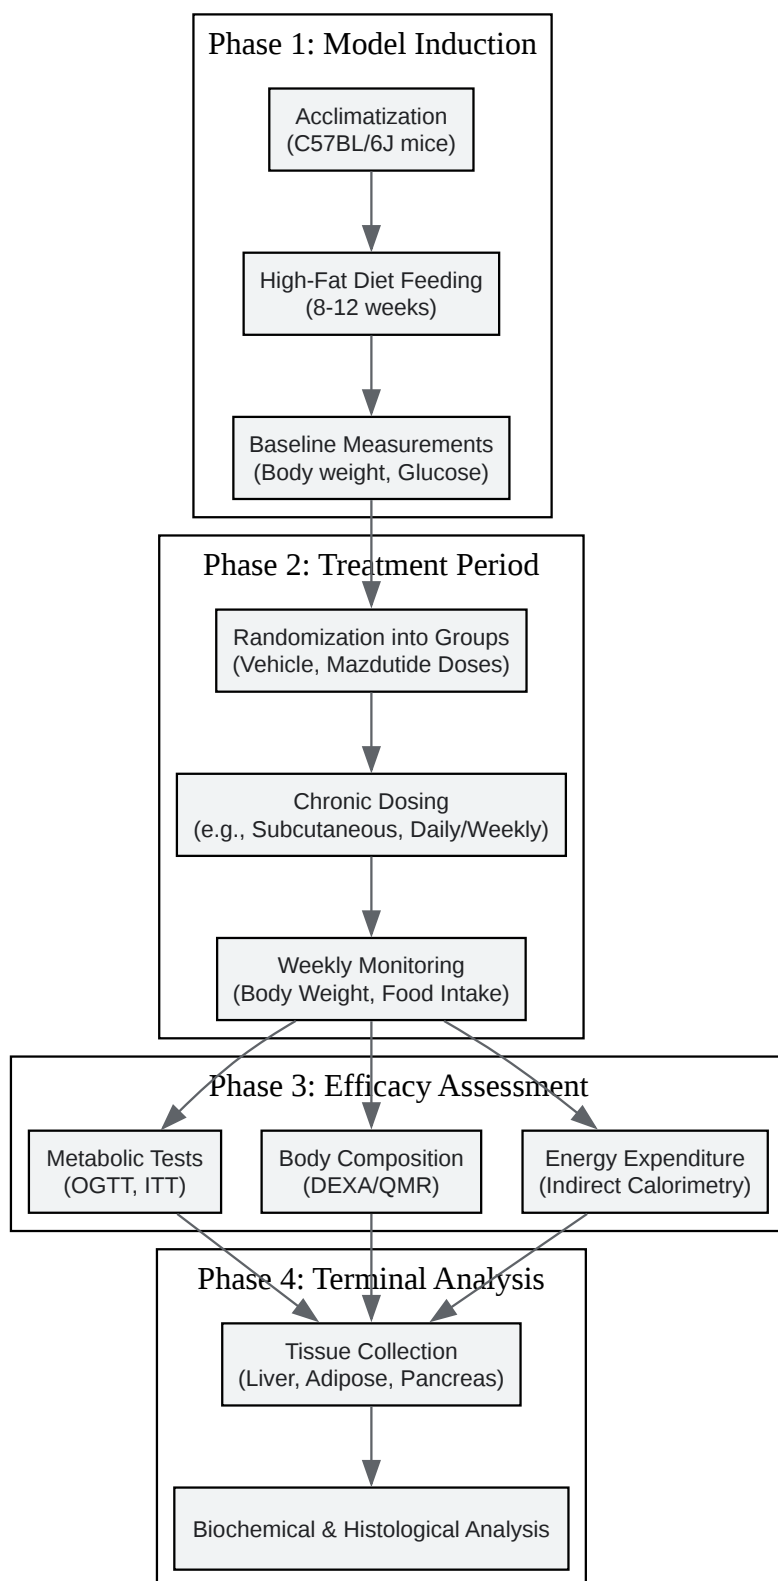 Phase 1: Model Induction
Acclimatization
(C57BL/6J mice)
High-Fat Diet Feeding
(8-12 weeks)
Baseline Measurements
(Body weight, Glucose)
Phase 2: Treatment Period
Randomization into Groups
(Vehicle, Mazdutide Doses)
Chronic Dosing
(e.g., Subcutaneous, Daily/Weekly)
Weekly Monitoring
(Body Weight, Food Intake)
Phase 3: Efficacy Assessment
Metabolic Tests
(OGTT, ITT)
Body Composition
(DEXA/QMR)
Energy Expenditure
(Indirect Calorimetry)
Phase 4: Terminal Analysis
Tissue Collection
(Liver, Adipose, Pancreas)
Biochemical & Histological Analysis